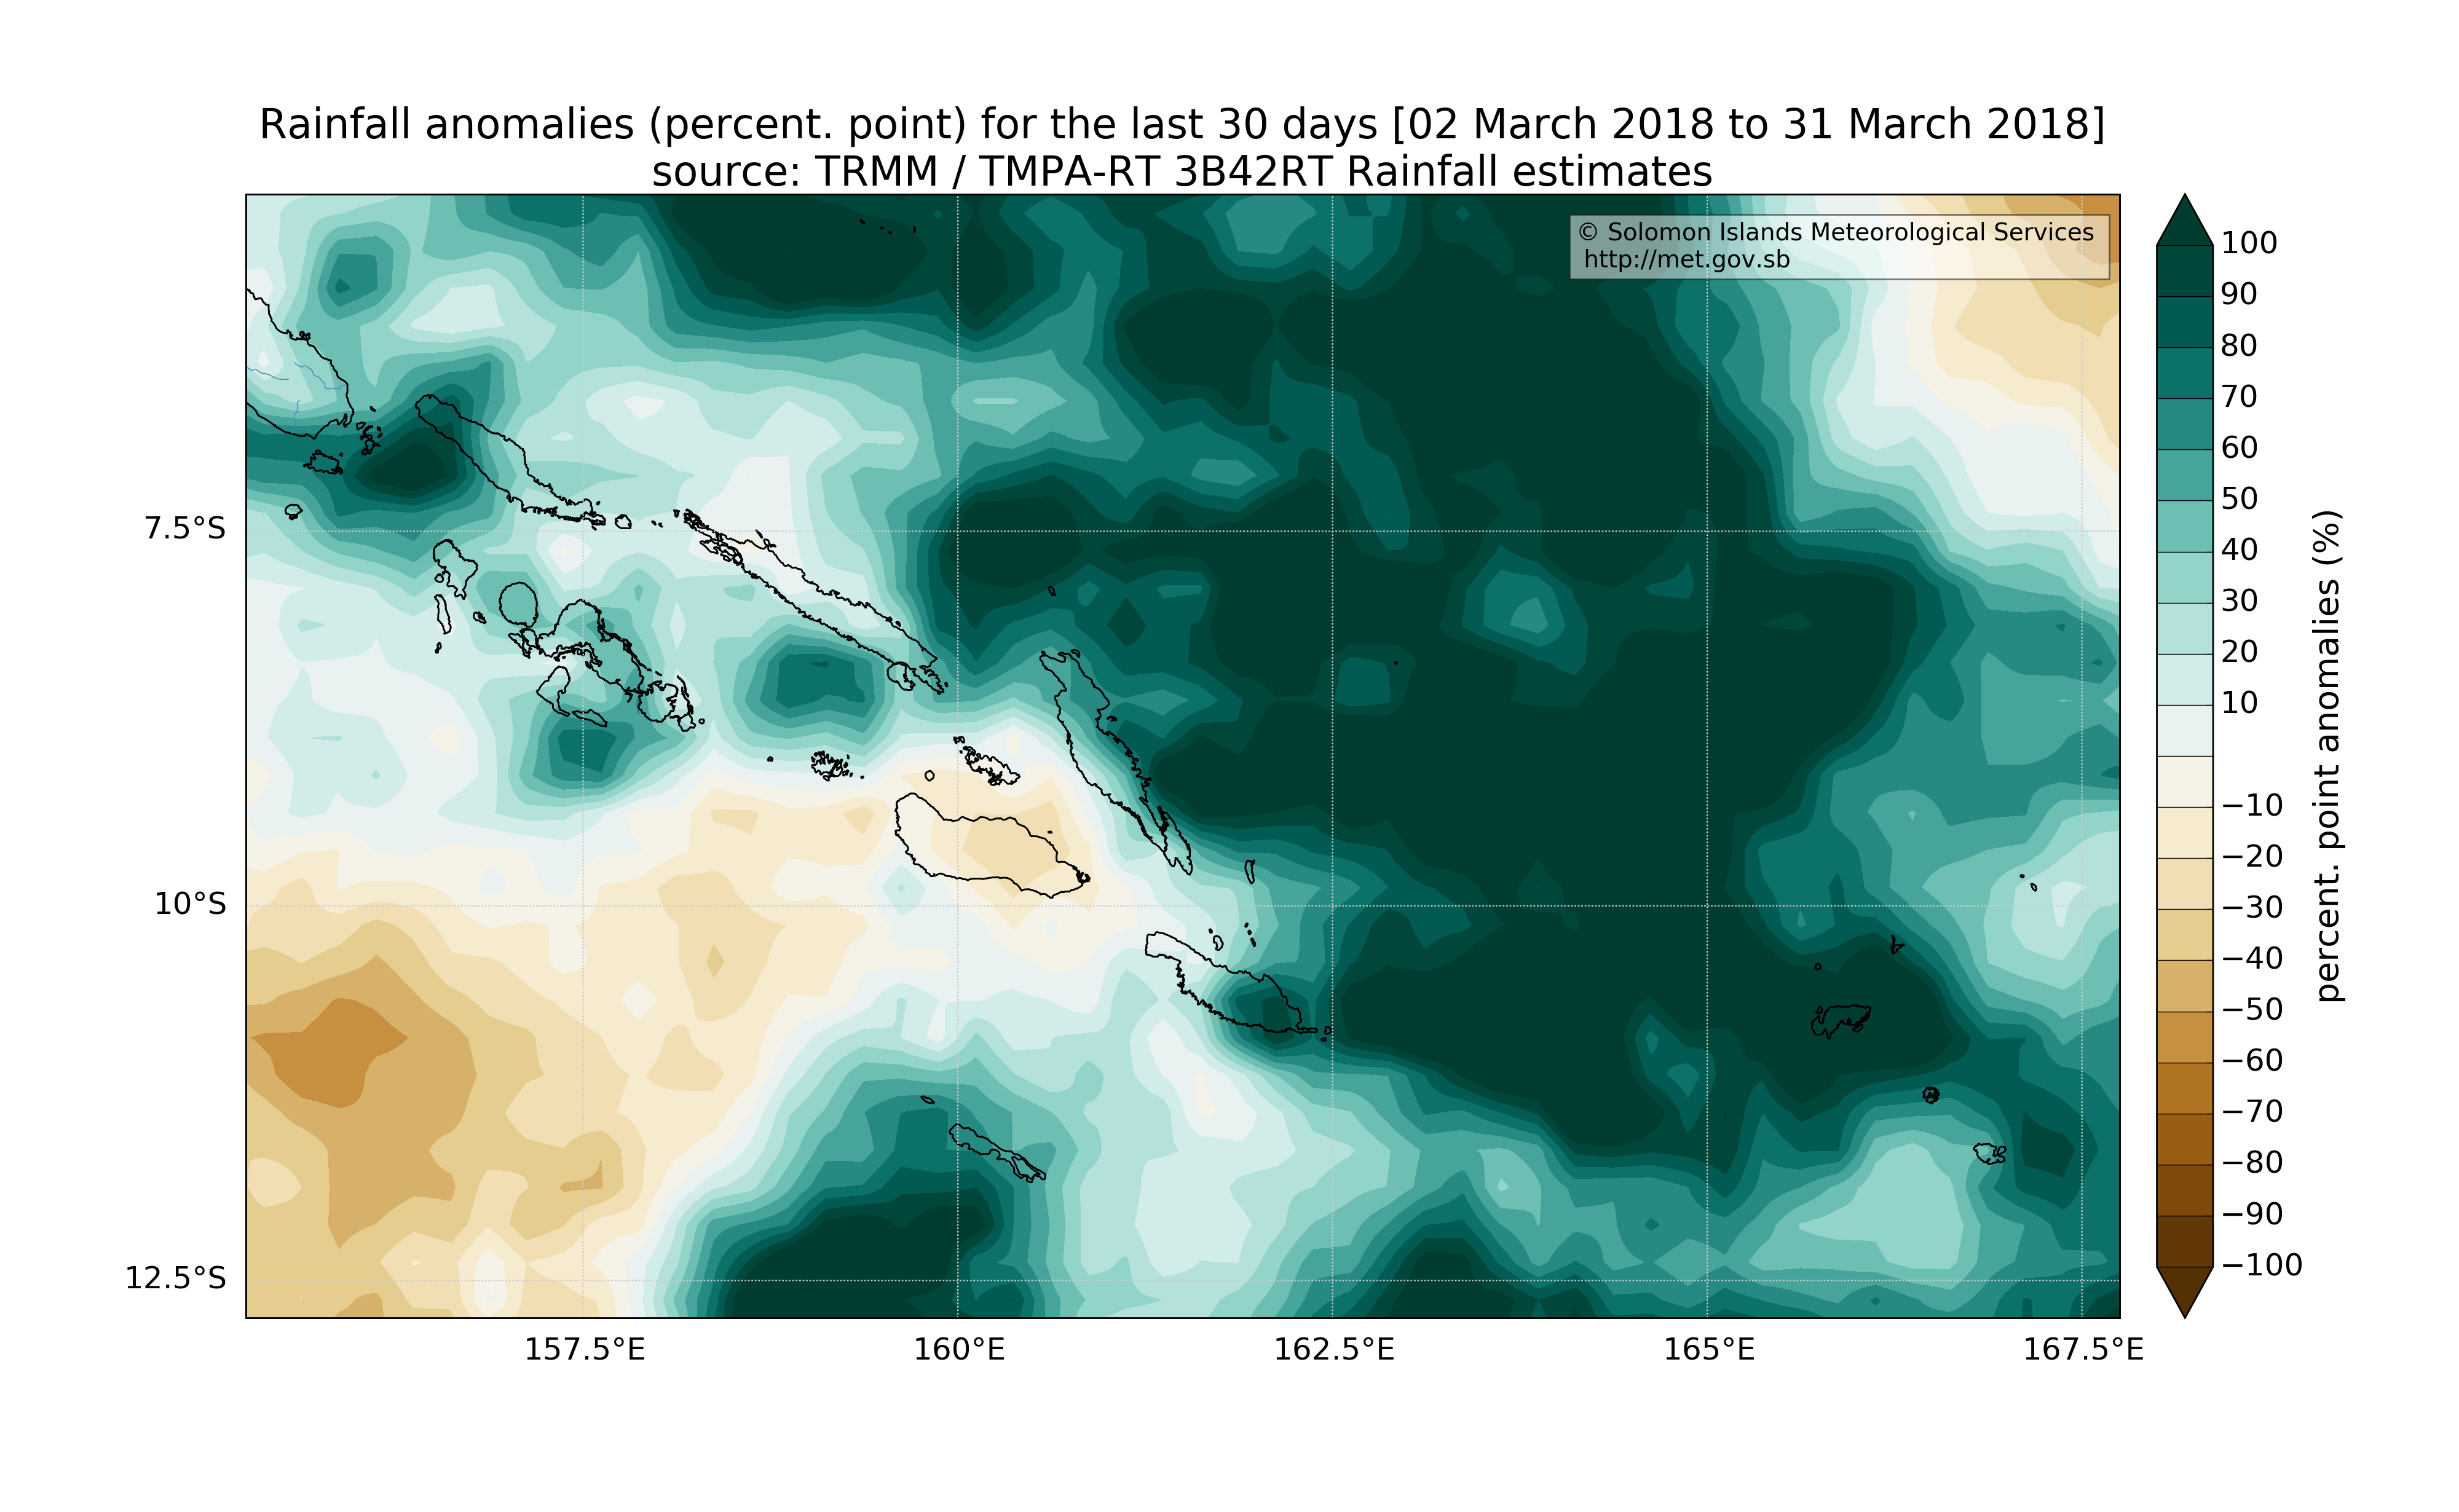 Rainfall anomalies (percent. point) for the last 30 days [02 March 2018 to 31 March 2018]
source: TRMM / TMPA-RT 3B42RT Rainfall estimates
© Solomon Islands Meteorological Services
http://met.gov.sb
7.5°S
10°S
12.5°S
157.5°E
160°E
162.5°E
165°E
167.5°E
100
90
80
70
60
50
40
30
20
10
−10
−20
−30
−40
−50
−60
−70
−80
−90
−100
percent. point anomalies (%)